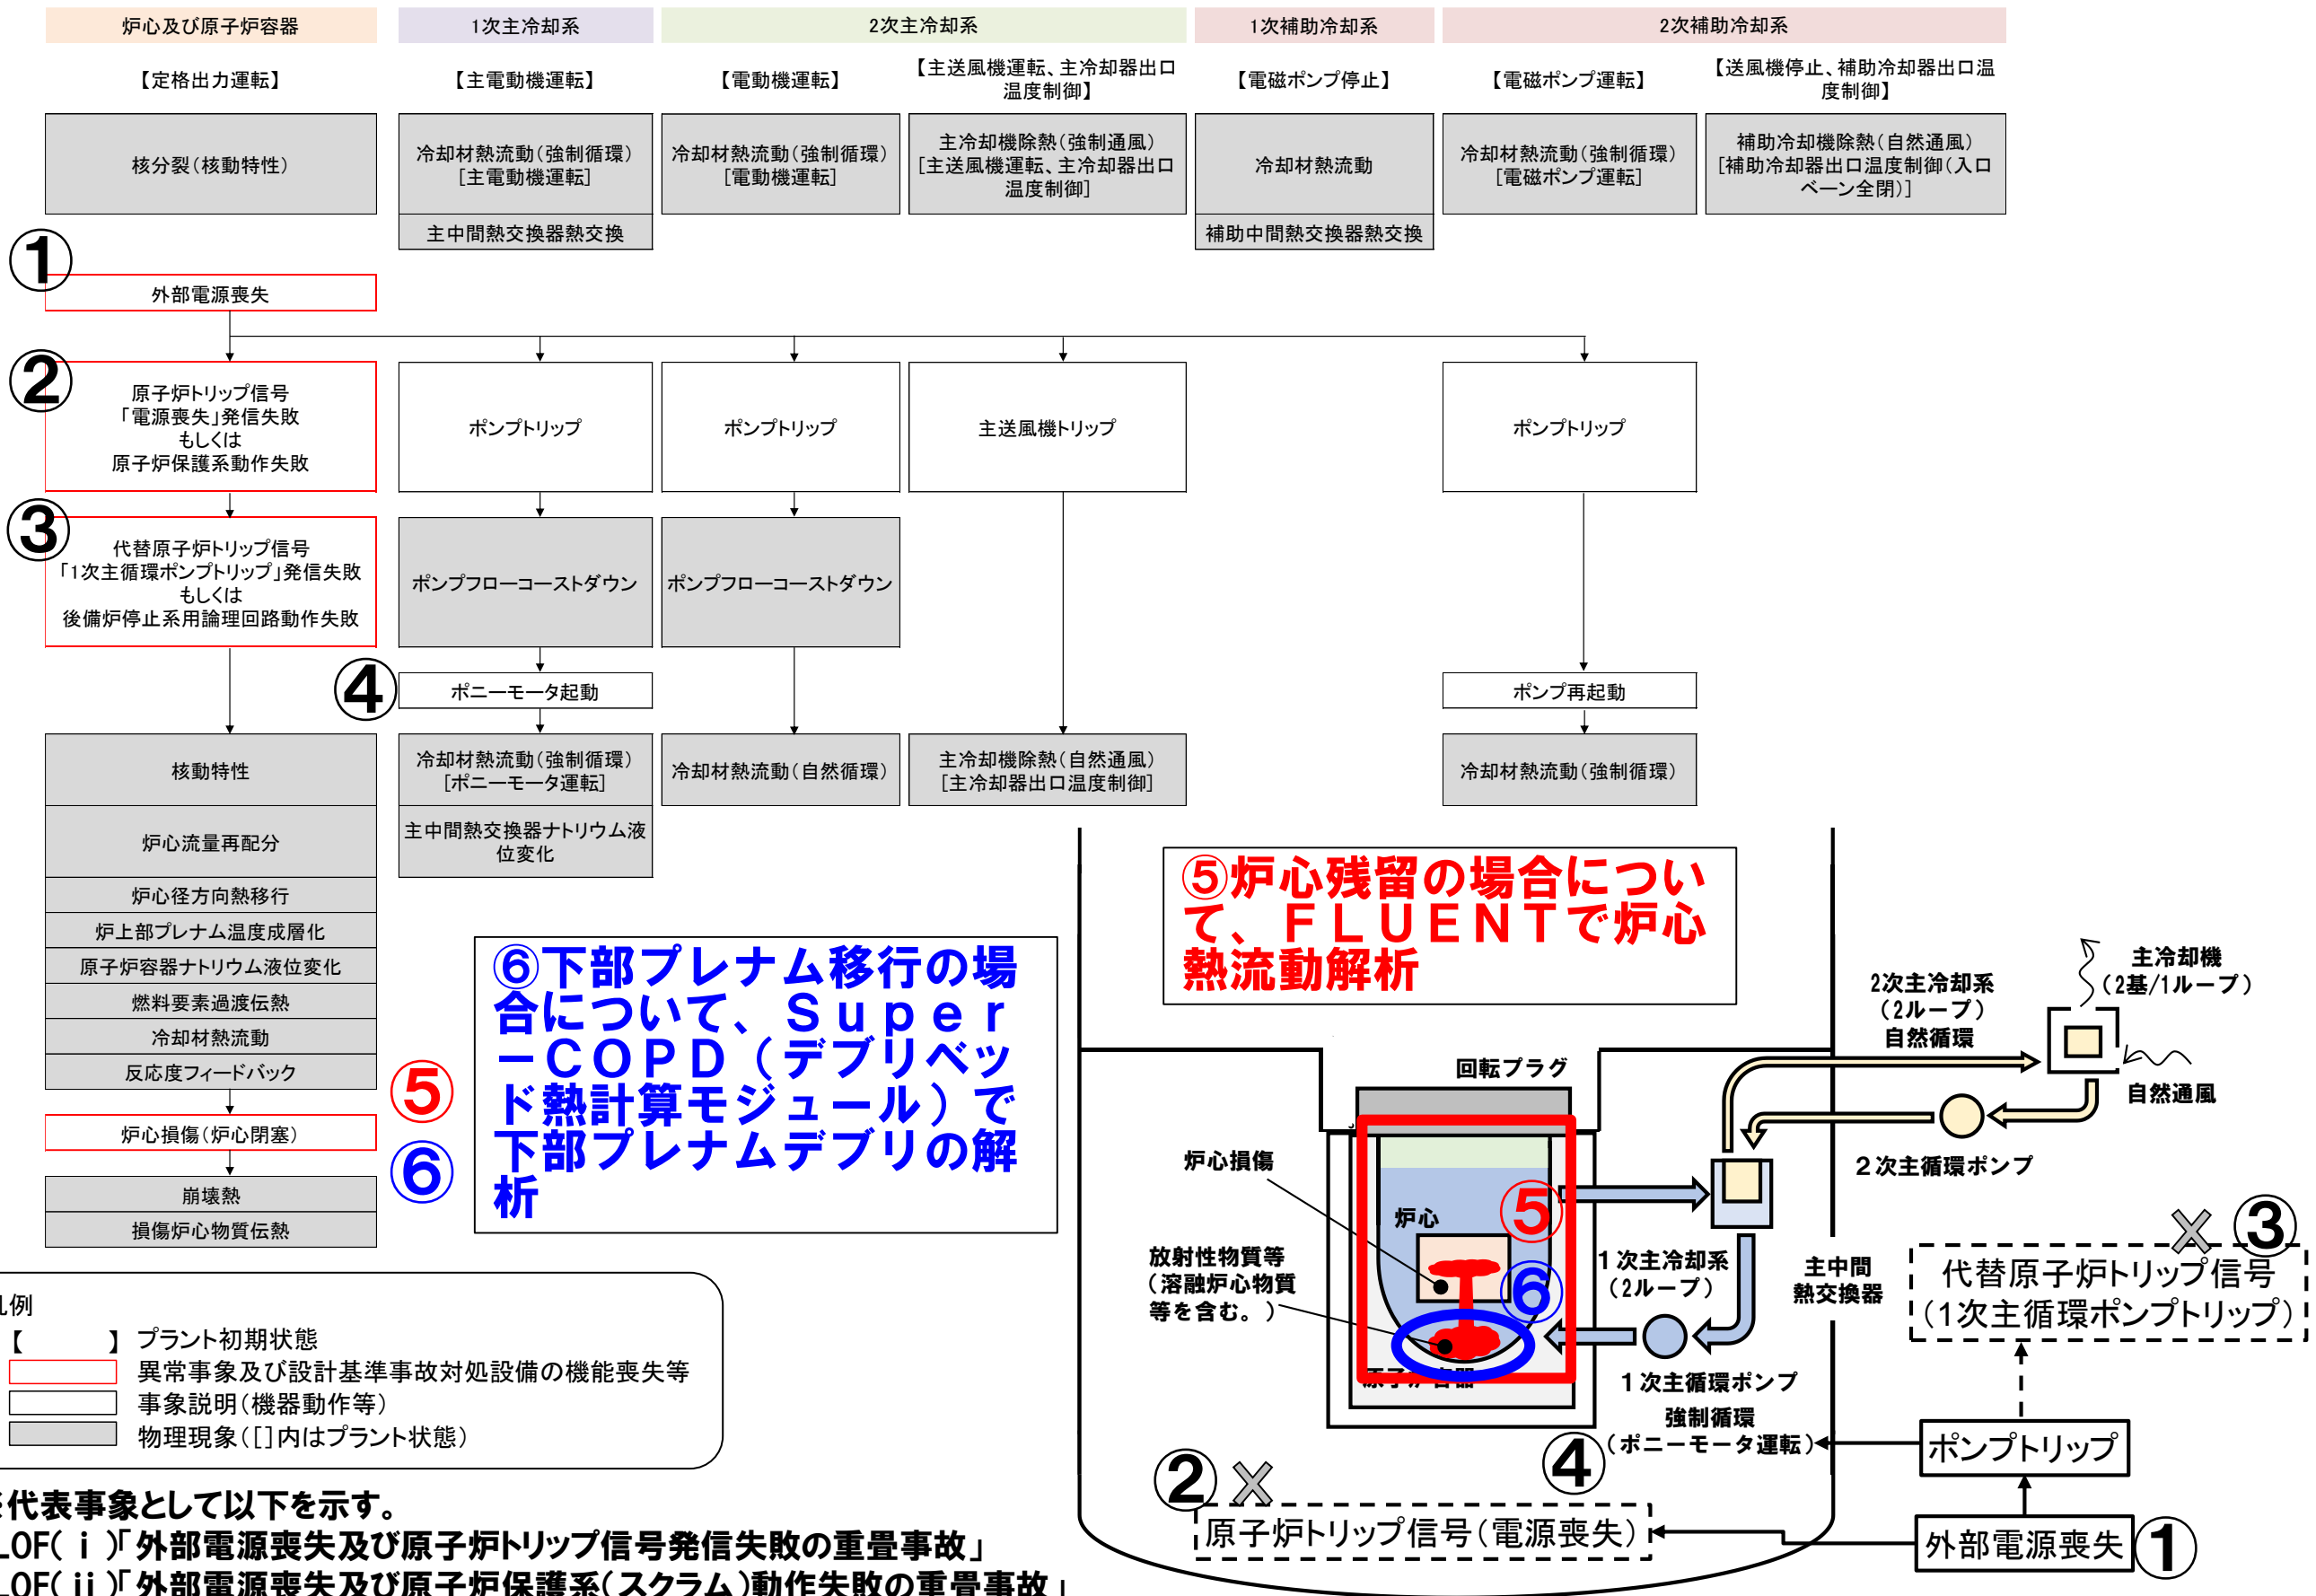 炉心及び原子炉容器
1次主冷却系
2次主冷却系
1次補助冷却系
2次補助冷却系
【定格出力運転】
【主電動機運転】
【電動機運転】
【主送風機運転、主冷却器出口
温度制御】
【電磁ポンプ停止】
【電磁ポンプ運転】
【送風機停止、補助冷却器出口温
度制御】
核分裂(核動特性)
冷却材熱流動(強制循環)
[主電動機運転]
冷却材熱流動(強制循環)
[電動機運転]
主冷却機除熱(強制通風)
[主送風機運転、主冷却器出口
温度制御]
冷却材熱流動
冷却材熱流動(強制循環)
[電磁ポンプ運転]
補助冷却機除熱(自然通風)
[補助冷却器出口温度制御(入口
ベーン全閉)]
主中間熱交換器熱交換
補助中間熱交換器熱交換
①
外部電源喪失
②
原子炉トリップ信号
「電源喪失」発信失敗
もしくは
原子炉保護系動作失敗
ポンプトリップ
ポンプトリップ
主送風機トリップ
ポンプトリップ
③
代替原子炉トリップ信号
「1次主循環ポンプトリップ」発信失敗
もしくは
後備炉停止系用論理回路動作失敗
ポンプフローコーストダウン
ポンプフローコーストダウン
④
ポニーモータ起動
ポンプ再起動
核動特性
冷却材熱流動(強制循環)
[ポニーモータ運転]
冷却材熱流動(自然循環)
主冷却機除熱(自然通風)
[主冷却器出口温度制御]
冷却材熱流動(強制循環)
炉心流量再配分
主中間熱交換器ナトリウム液
位変化
炉心径方向熱移行
炉上部プレナム温度成層化
原子炉容器ナトリウム液位変化
燃料要素過渡伝熱
冷却材熱流動
反応度フィードバック
⑤
炉心損傷(炉心閉塞)
⑥
崩壊熱
損傷炉心物質伝熱
⑥下部プレナム移行の場
合について、Ｓｕｐｅｒ
－ＣＯＰＤ（デブリベッ
ド熱計算モジュール）で
下部プレナムデブリの解
析
⑤炉心残留の場合につい
て、ＦＬＵＥＮＴで炉心
熱流動解析
主冷却機
(2基/1ループ)
2次主冷却系
(2ループ)
自然循環
自然通風
回転プラグ
２次主循環ポンプ
炉心損傷
炉心
⑤
放射性物質等
(溶融炉心物質
等を含む。)
⑥
１次主冷却系
(2ループ)
主中間
熱交換器
原子炉容器
１次主循環ポンプ
強制循環
(ポニーモータ運転)
④
③
代替原子炉トリップ信号
(1次主循環ポンプトリップ)
ポンプトリップ
②
原子炉トリップ信号(電源喪失)
外部電源喪失
①
例
【 】 プラント初期状態
異常事象及び設計基準事故対処設備の機能喪失等
事象説明(機器動作等)
物理現象([]内はプラント状態)
代表事象として以下を示す。
LOF(ⅰ)「外部電源喪失及び原子炉トリップ信号発信失敗の重畳事故」
LOF(ⅱ)「外部電源喪失及び原子炉保護系(スクラム)動作失敗の重畳事故」